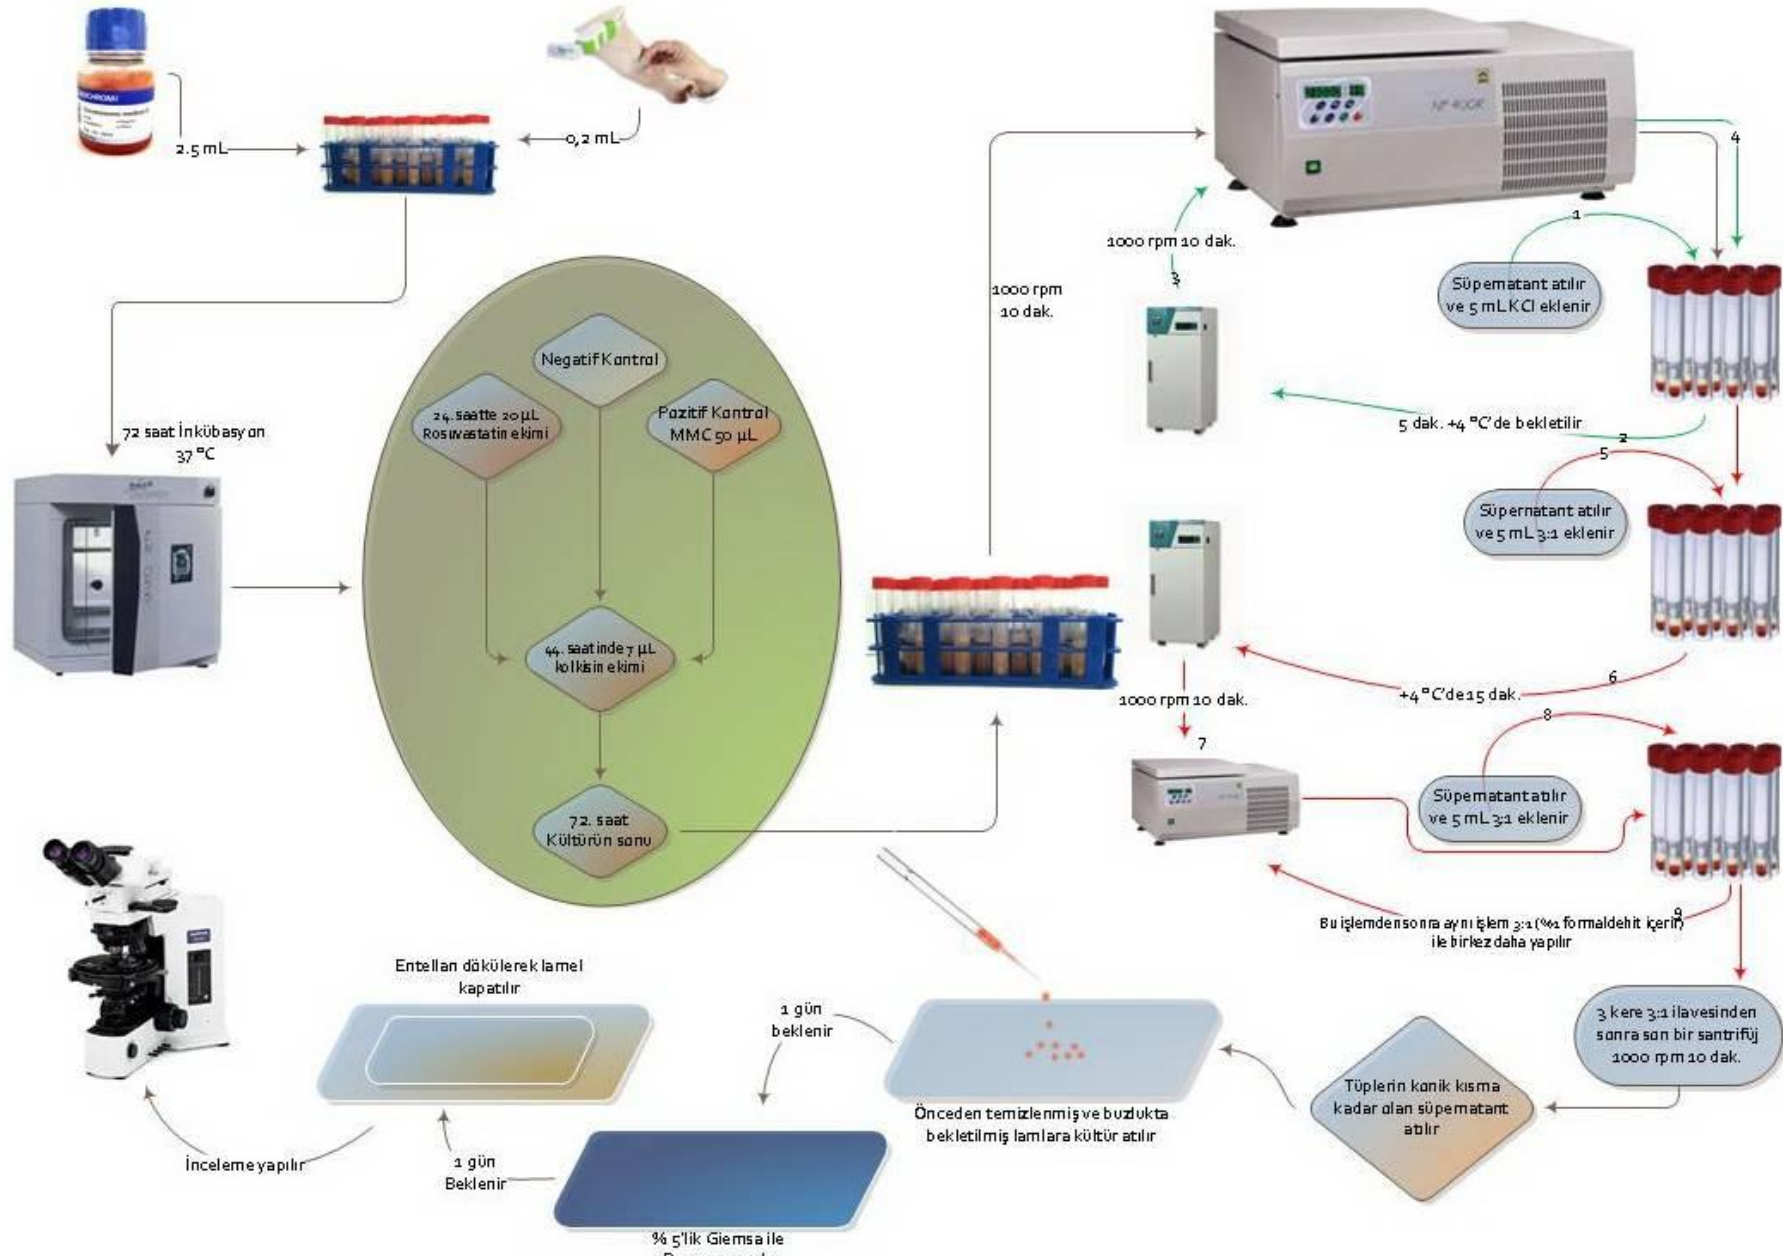 2.5 mL
0,2 mL
72 saat İnkübasyon
37 °C
Negatif Kontrol
24. saatte 20 µL
Rosuvastatin ekimi
Pozitif Kontrol
MMC 50 µL
44. saatinde 7 µL
kolkisin ekimi
72. saat
Kültürün sonu
1000 rpm
10 dak.
4
1
Süpernatant atılır
ve 5 mL KCl eklenir
1000 rpm 10 dak.
3
5 dak. +4 °C'de bekletilir
2
5
Süpernatant atılır
ve 5 mL 3:1 eklenir
6
+4 °C'de 15 dak.
1000 rpm 10 dak.
7
8
Süpernatant atılır
ve 5 mL 3:1 eklenir
9
Bu işlemden sonra aynı işlem 3:1 (%1 formaldehit içerir)
ile bir kez daha yapılır
3 kere 3:1 ilavesinden
sonra son bir santrifüj
1000 rpm 10 dak.
Tüplerin konik kısma
kadar olan süpernatant
atılır
Önceden temizlenmiş ve buzlukta
bekletilmiş lamlara kültür atılır
1 gün
beklenir
% 5'lik Giemsa ile
1 gün
Beklenir
Entellan dökülerek lamel
kapatılır
İnceleme yapılır